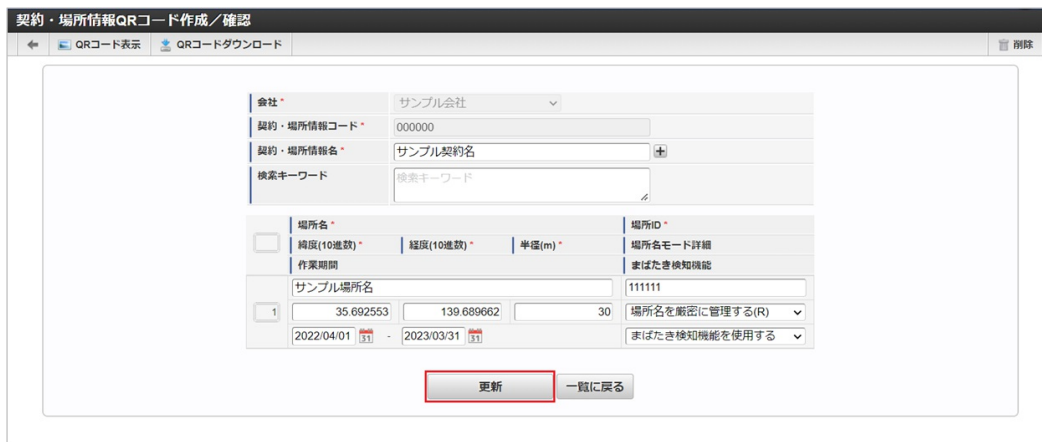 契約・場所情報QRコード作成／確認
QRコード表示 QRコードダウンロード 削除
会社* サンプル会社
契約・場所情報コード* 000000
契約・場所情報名* サンプル契約名
検索キーワード 検索キーワード
場所名* 場所ID*
緯度(10進数)* 経度(10進数)* 半径(m)* 場所名モード詳細
作業期間 まばたき検知機能
サンプル場所名 111111
1 35.692553 139.689662 30 場所名を厳密に管理する(R)
2022/04/01 31 - 2023/03/31 31 まばたき検知機能を使用する
更新 一覧に戻る